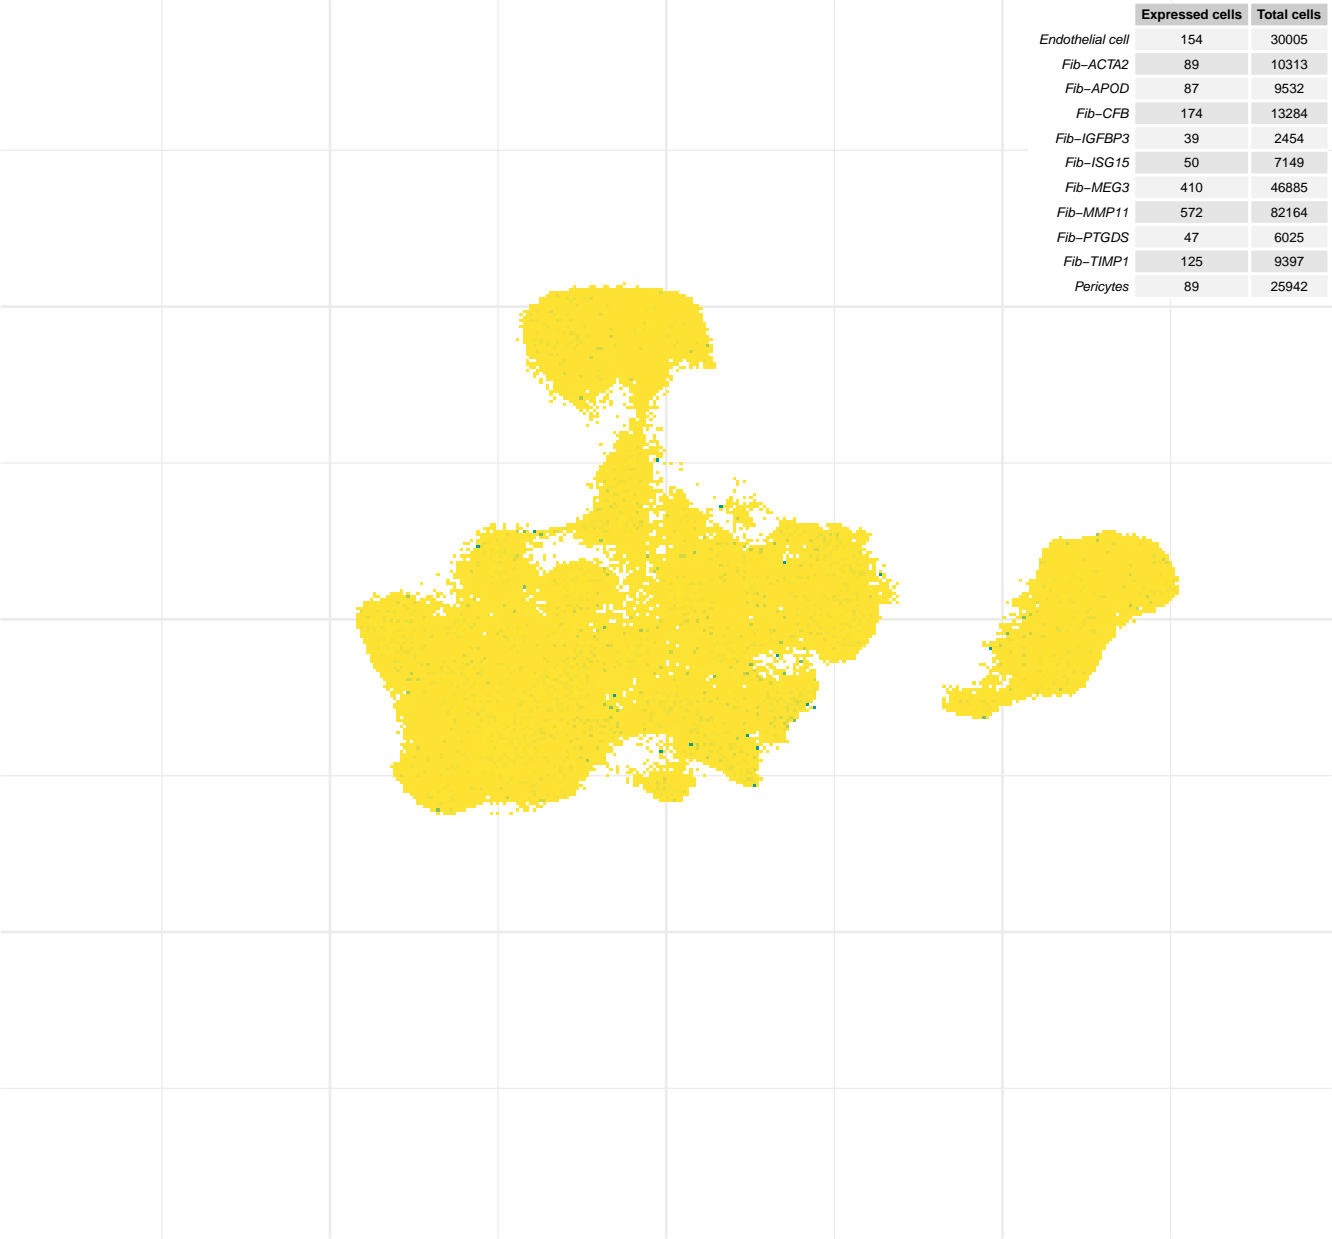 Expressed cells Total cells
Endothelial cell 154 30005
Fib−ACTA2 89 10313
Fib−APOD 87 9532
Fib−CFB 174 13284
Fib−IGFBP3 39 2454
Fib−ISG15 50 7149
Fib−MEG3 410 46885
Fib−MMP11 572 82164
Fib−PTGDS 47 6025
Fib−TIMP1 125 9397
Pericytes 89 25942